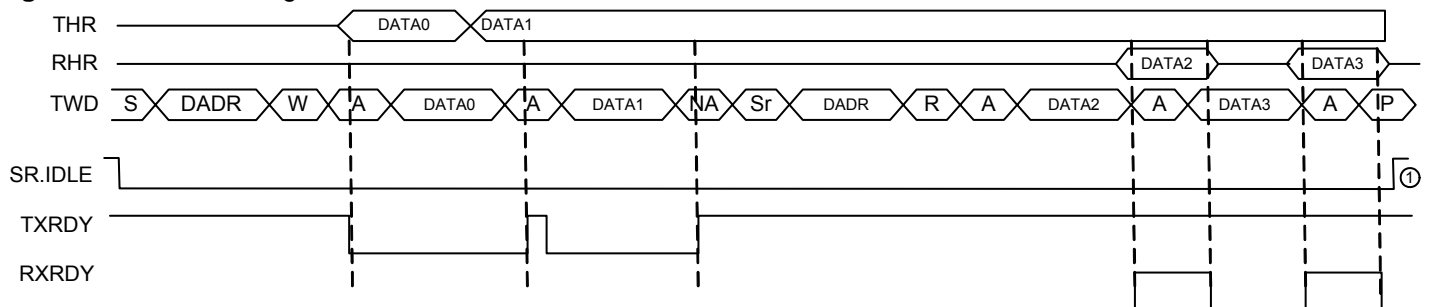 THR DATA0 DATA1
RHR DATA2 DATA3
TWD S DADR W A DATA0 A DATA1 NA Sr DADR R A DATA2 A DATA3 A P
SR.IDLE 1
TXRDY
RXRDY